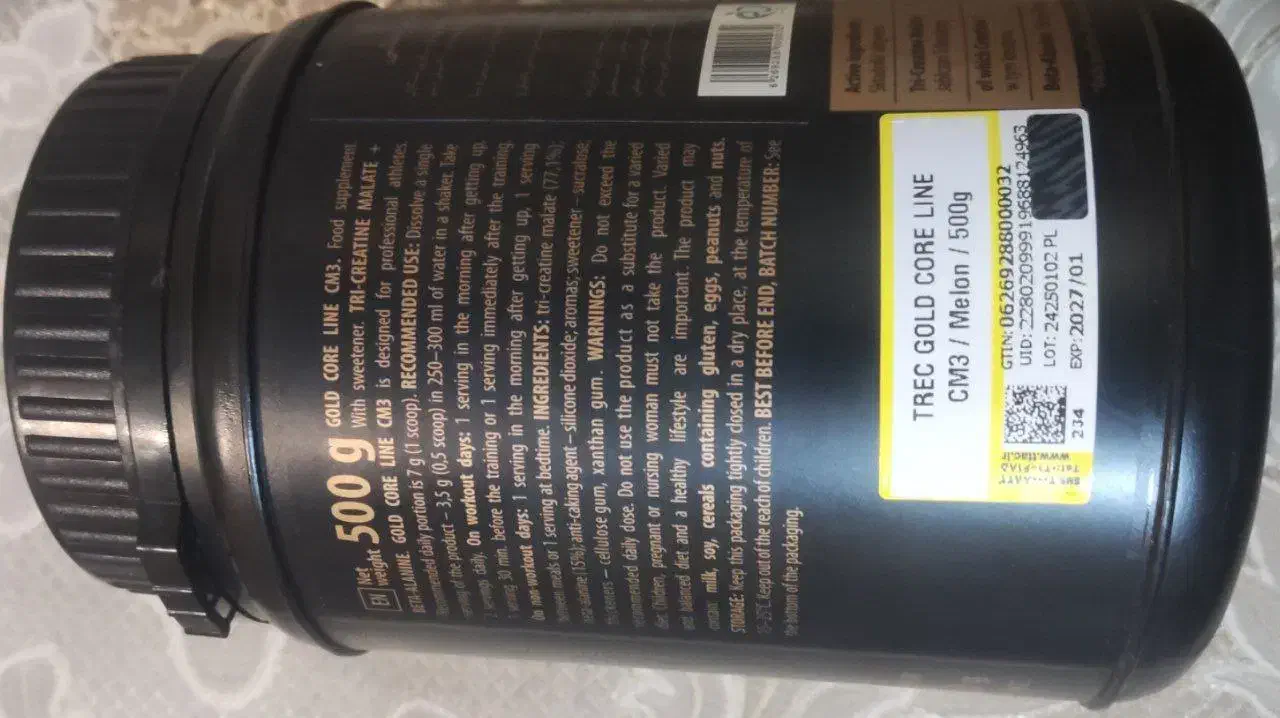 EN Net weight 500 g GOLD CORE LINE CM3. Food supplement
With sweetener. TRI-CREATINE MALATE +
BETA-ALANINE. GOLD CORE LINE CM3 is designed for professional athletes.
Recommended daily portion is 7 g (1 scoop). RECOMMENDED USE: Dissolve a single
serving of the product – 3,5 g (0,5 scoop) in 250–300 ml of water in a shaker. Take
2 servings daily. On workout days: 1 serving in the morning after getting up,
1 serving 30 min. before the training or 1 serving immediately after the training.
On non-workout days: 1 serving in the morning after getting up, 1 serving
between meals or 1 serving at bedtime. INGREDIENTS: tri-creatine malate (77,1%);
beta-alanine (15%); anti-caking agent – silicone dioxide; aromas; sweetener – sucralose;
thickeners – cellulose gum, xanthan gum. WARNINGS: Do not exceed the
recommended daily dose. Do not use the product as a substitute for a varied
diet. Children, pregnant or nursing woman must not take the product. Varied
and balanced diet and a healthy lifestyle are important. The product may
contain milk, soy, cereals containing gluten, eggs, peanuts and nuts.
STORAGE: Keep this packaging tightly closed in a dry place, at the temperature of
15–25°C. Keep out of the reach of children. BEST BEFORE END, BATCH NUMBER: See
the bottom of the packaging.
Active ingredients
Tri-Creatine Malate
of which Creatine
Beta-Alanine
TREC GOLD CORE LINE
CM3 / Melon / 500g
GTIN: 06269288000032
UID: 22802099919688124963
LOT: 24250102 PL
EXP: 2027/01
234
www.ttac.ir